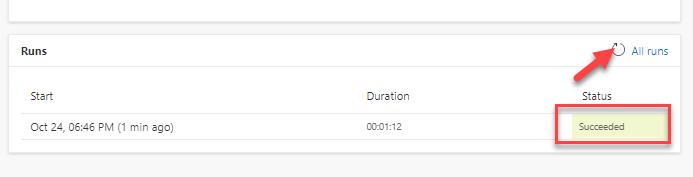 Runs
All runs
Start Duration Status
Oct 24, 06:46 PM (1 min ago) 00:01:12 Succeeded